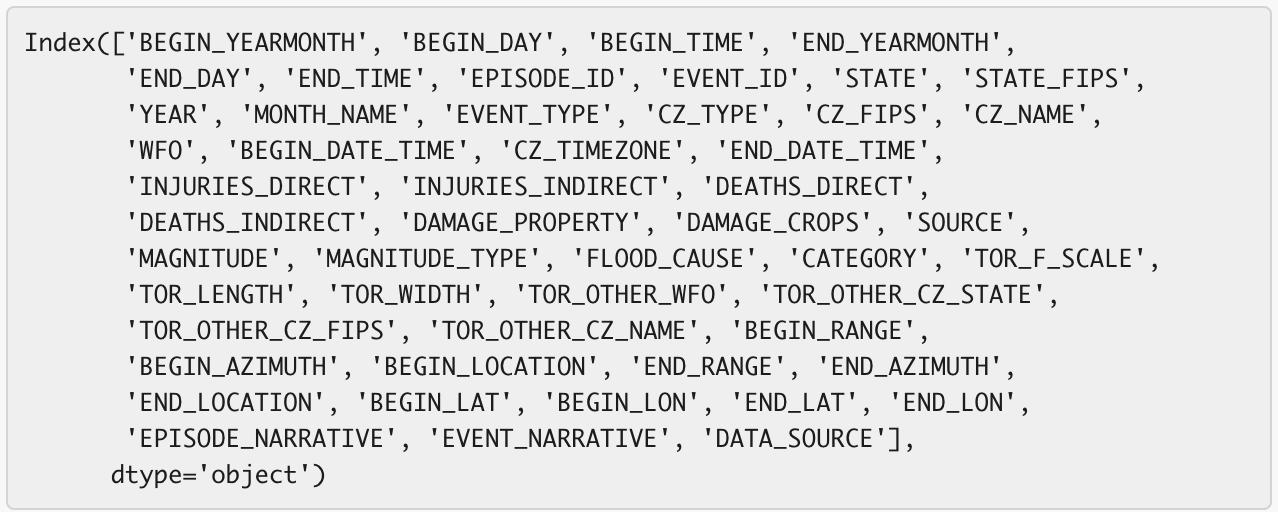 Index(['BEGIN_YEARMONTH', 'BEGIN_DAY', 'BEGIN_TIME', 'END_YEARMONTH',
'END_DAY', 'END_TIME', 'EPISODE_ID', 'EVENT_ID', 'STATE', 'STATE_FIPS',
'YEAR', 'MONTH_NAME', 'EVENT_TYPE', 'CZ_TYPE', 'CZ_FIPS', 'CZ_NAME',
'WFO', 'BEGIN_DATE_TIME', 'CZ_TIMEZONE', 'END_DATE_TIME',
'INJURIES_DIRECT', 'INJURIES_INDIRECT', 'DEATHS_DIRECT',
'DEATHS_INDIRECT', 'DAMAGE_PROPERTY', 'DAMAGE_CROPS', 'SOURCE',
'MAGNITUDE', 'MAGNITUDE_TYPE', 'FLOOD_CAUSE', 'CATEGORY', 'TOR_F_SCALE',
'TOR_LENGTH', 'TOR_WIDTH', 'TOR_OTHER_WFO', 'TOR_OTHER_CZ_STATE',
'TOR_OTHER_CZ_FIPS', 'TOR_OTHER_CZ_NAME', 'BEGIN_RANGE',
'BEGIN_AZIMUTH', 'BEGIN_LOCATION', 'END_RANGE', 'END_AZIMUTH',
'END_LOCATION', 'BEGIN_LAT', 'BEGIN_LON', 'END_LAT', 'END_LON',
'EPISODE_NARRATIVE', 'EVENT_NARRATIVE', 'DATA_SOURCE'],
dtype='object')